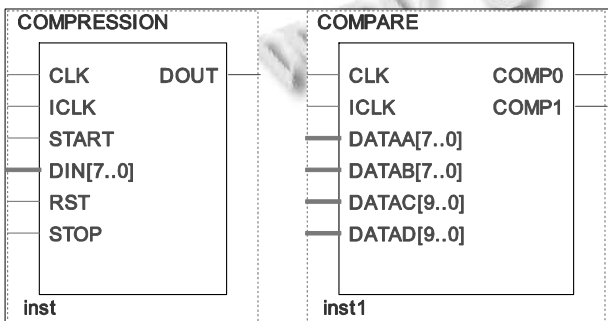 COMPRESSION
CLK DOUT
ICLK
START
DIN[7..0]
RST
STOP
inst
COMPARE
CLK COMP0
ICLK COMP1
DATAA[7..0]
DATAB[7..0]
DATAC[9..0]
DATAD[9..0]
inst1